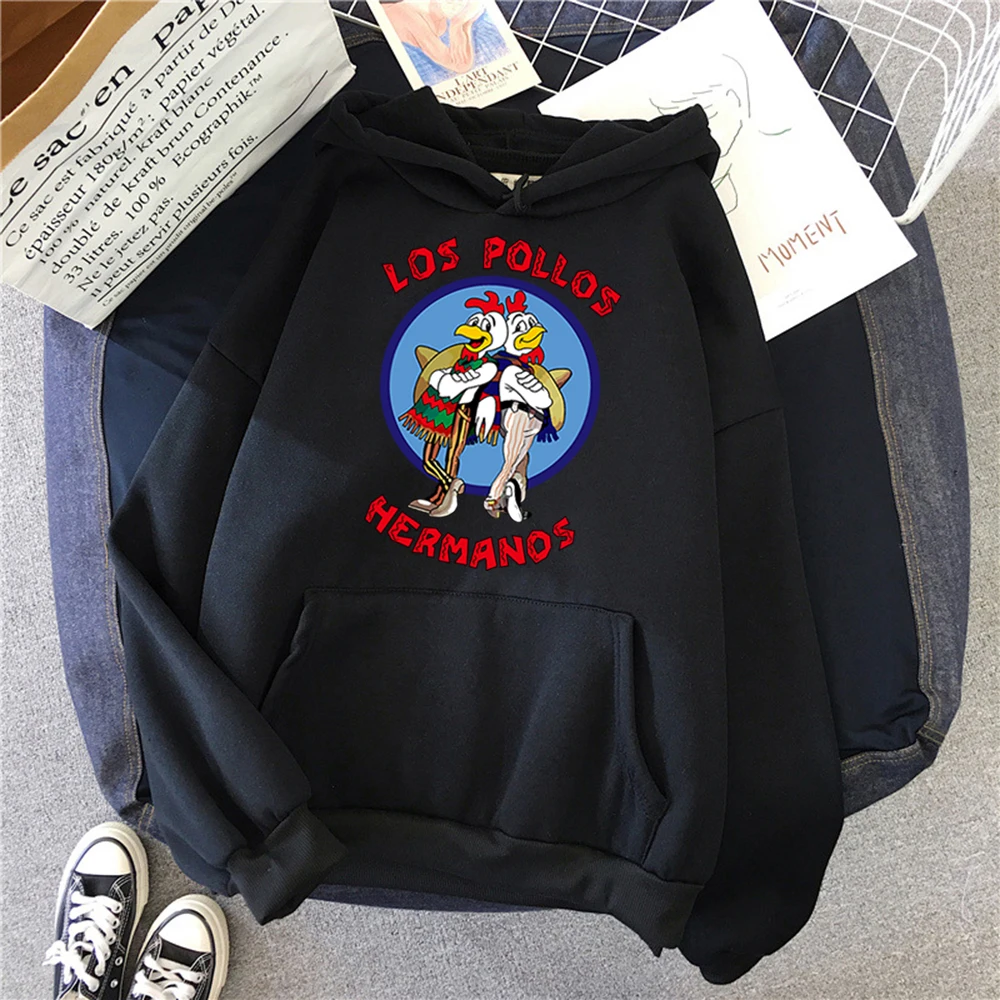 Le sac en pap
Ce sac est fabriqué à partir de
épaisseur 180g/m²; papier végétal.
100 % naturel, kraft blanc
doublé de kraft brun Contenance
33 litres. 100 % Ecographik™
Ne le jetez pas.
Il peut servir plusieurs fois.
L'ART
INDEPENDANT
MOMENT
LOS POLLOS
HERMANOS